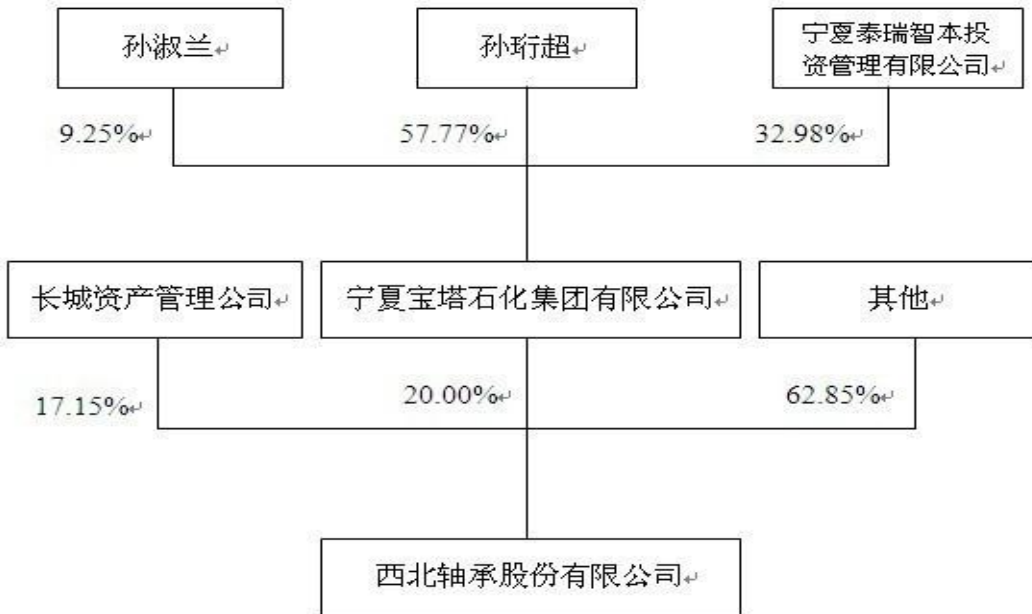 孙淑兰
孙珩超
宁夏泰瑞智本投
资管理有限公司
9.25%
57.77%
32.98%
长城资产管理公司
宁夏宝塔石化集团有限公司
其他
17.15%
20.00%
62.85%
西北轴承股份有限公司